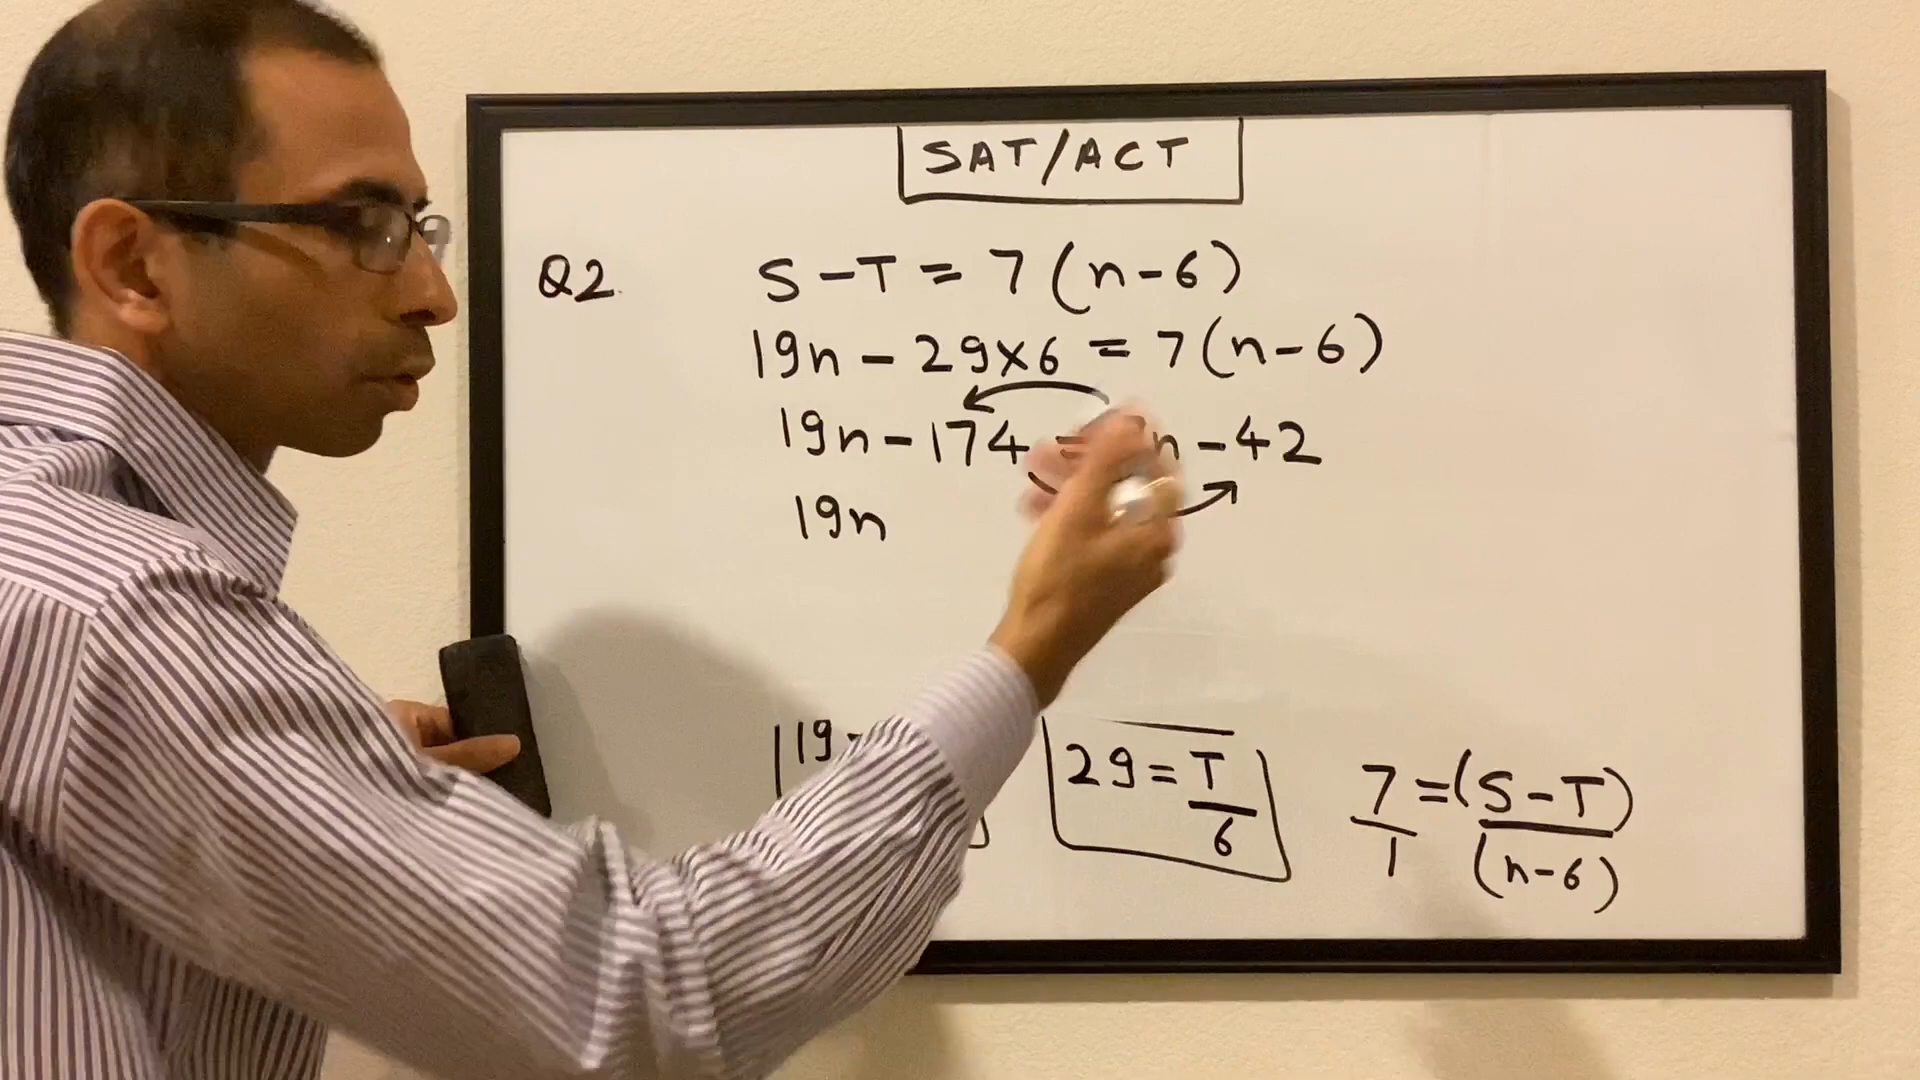 SAT/ACT
Q2. S-T = 7(n-6)
19n - 29×6 = 7(n-6)
19n - 174 = n - 42
19n
19
29 = T/6
7/1 = (S-T)/(n-6)